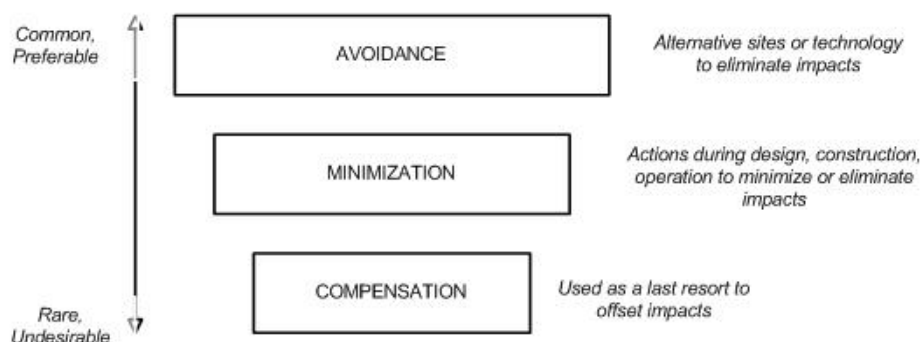 Common,
Preferable
AVOIDANCE
Alternative sites or technology
to eliminate impacts
MINIMIZATION
Actions during design, construction,
operation to minimize or eliminate
impacts
COMPENSATION
Used as a last resort to
offset impacts
Rare,
Undesirable